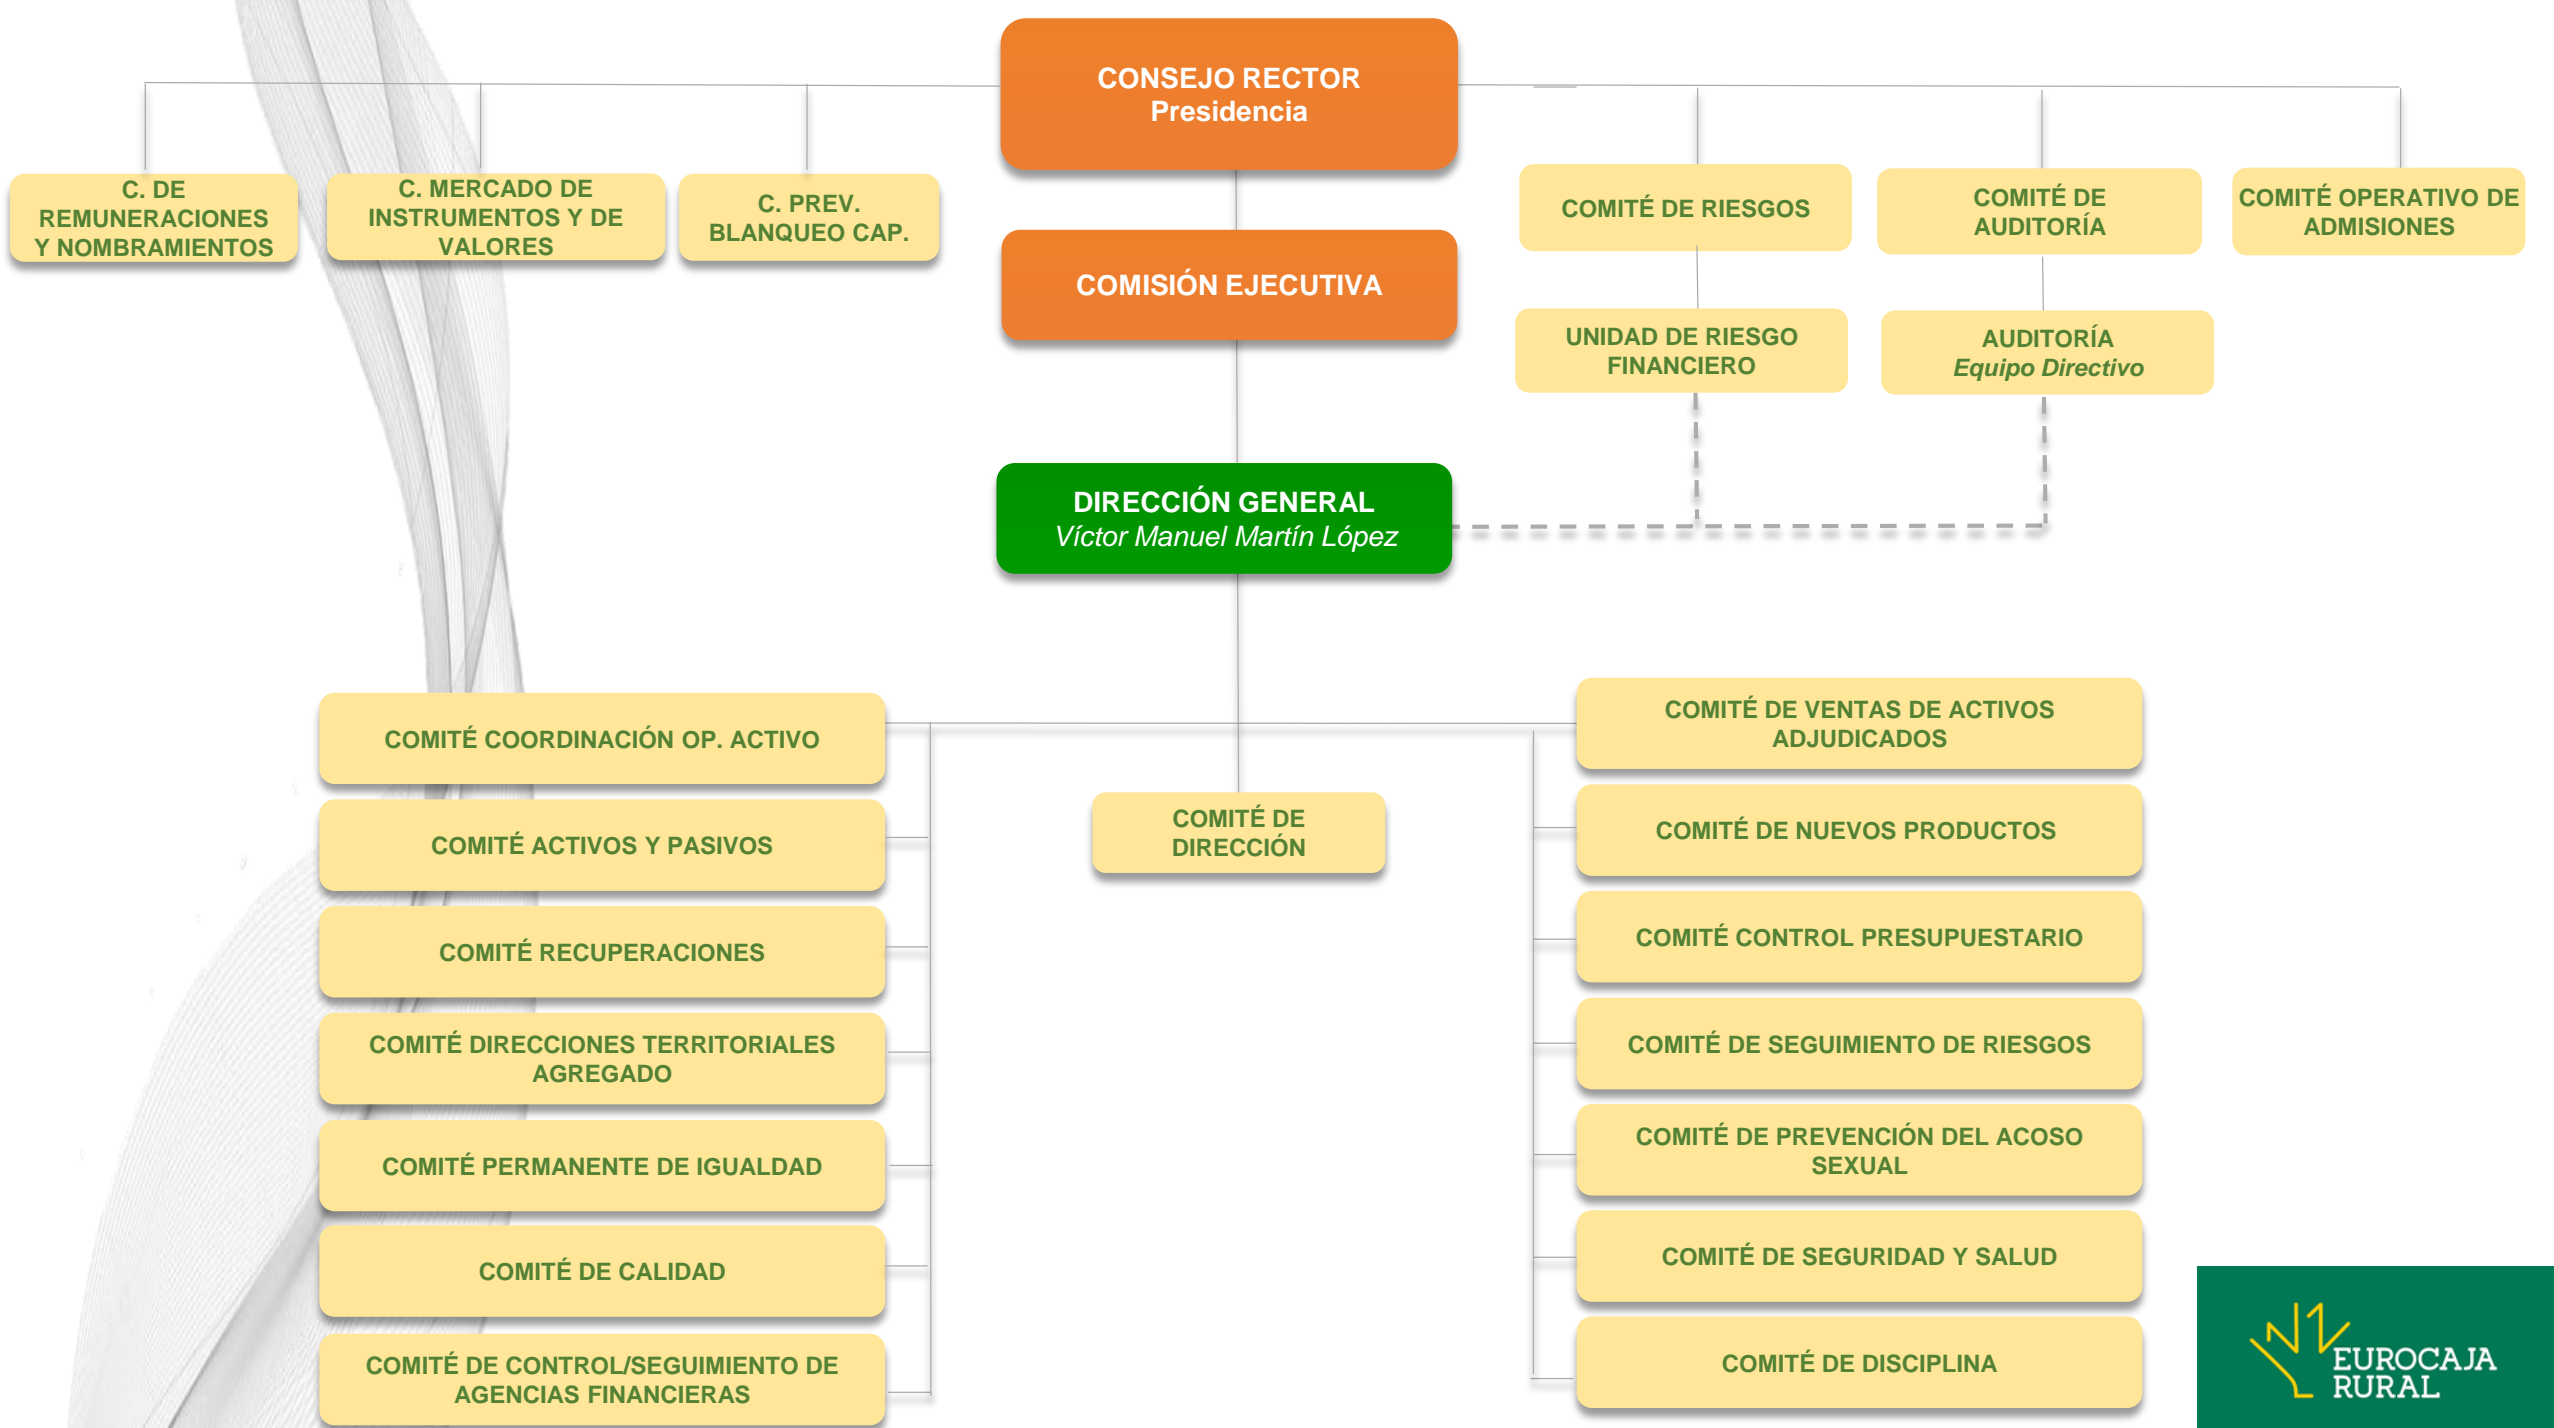 CONSEJO RECTOR
Presidencia
C. DE
REMUNERACIONES
Y NOMBRAMIENTOS
C. MERCADO DE
INSTRUMENTOS Y DE
VALORES
C. PREV.
BLANQUEO CAP.
COMITÉ DE RIESGOS
COMITÉ DE
AUDITORÍA
COMITÉ OPERATIVO DE
ADMISIONES
COMISIÓN EJECUTIVA
UNIDAD DE RIESGO
FINANCIERO
AUDITORÍA
Equipo Directivo
DIRECCIÓN GENERAL
Víctor Manuel Martín López
COMITÉ COORDINACIÓN OP. ACTIVO
COMITÉ ACTIVOS Y PASIVOS
COMITÉ RECUPERACIONES
COMITÉ DIRECCIONES TERRITORIALES
AGREGADO
COMITÉ PERMANENTE DE IGUALDAD
COMITÉ DE CALIDAD
COMITÉ DE CONTROL/SEGUIMIENTO DE
AGENCIAS FINANCIERAS
COMITÉ DE
DIRECCIÓN
COMITÉ DE VENTAS DE ACTIVOS
ADJUDICADOS
COMITÉ DE NUEVOS PRODUCTOS
COMITÉ CONTROL PRESUPUESTARIO
COMITÉ DE SEGUIMIENTO DE RIESGOS
COMITÉ DE PREVENCIÓN DEL ACOSO
SEXUAL
COMITÉ DE SEGURIDAD Y SALUD
COMITÉ DE DISCIPLINA
EUROCAJA
RURAL